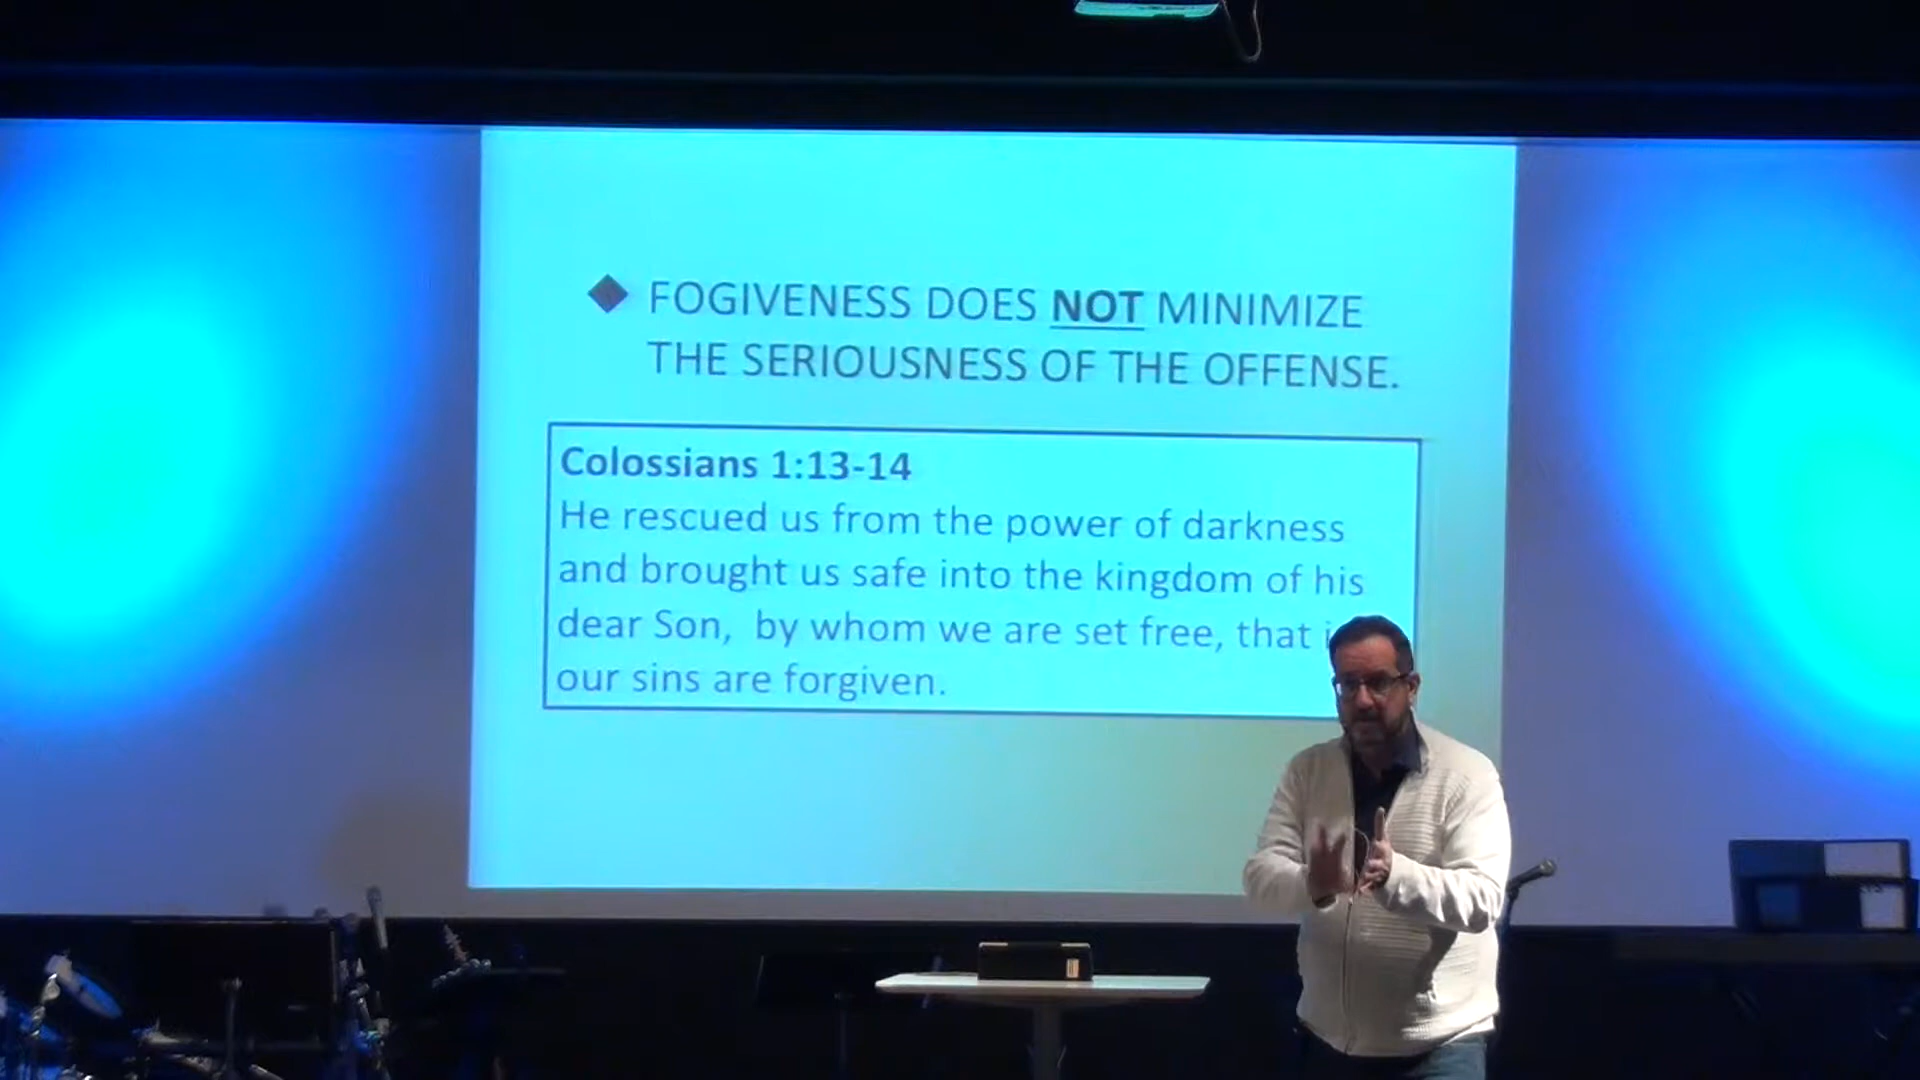 FOGIVENESS DOES NOT MINIMIZE
THE SERIOUSNESS OF THE OFFENSE.
Colossians 1:13-14
He rescued us from the power of darkness
and brought us safe into the kingdom of his
dear Son, by whom we are set free, that
our sins are forgiven.